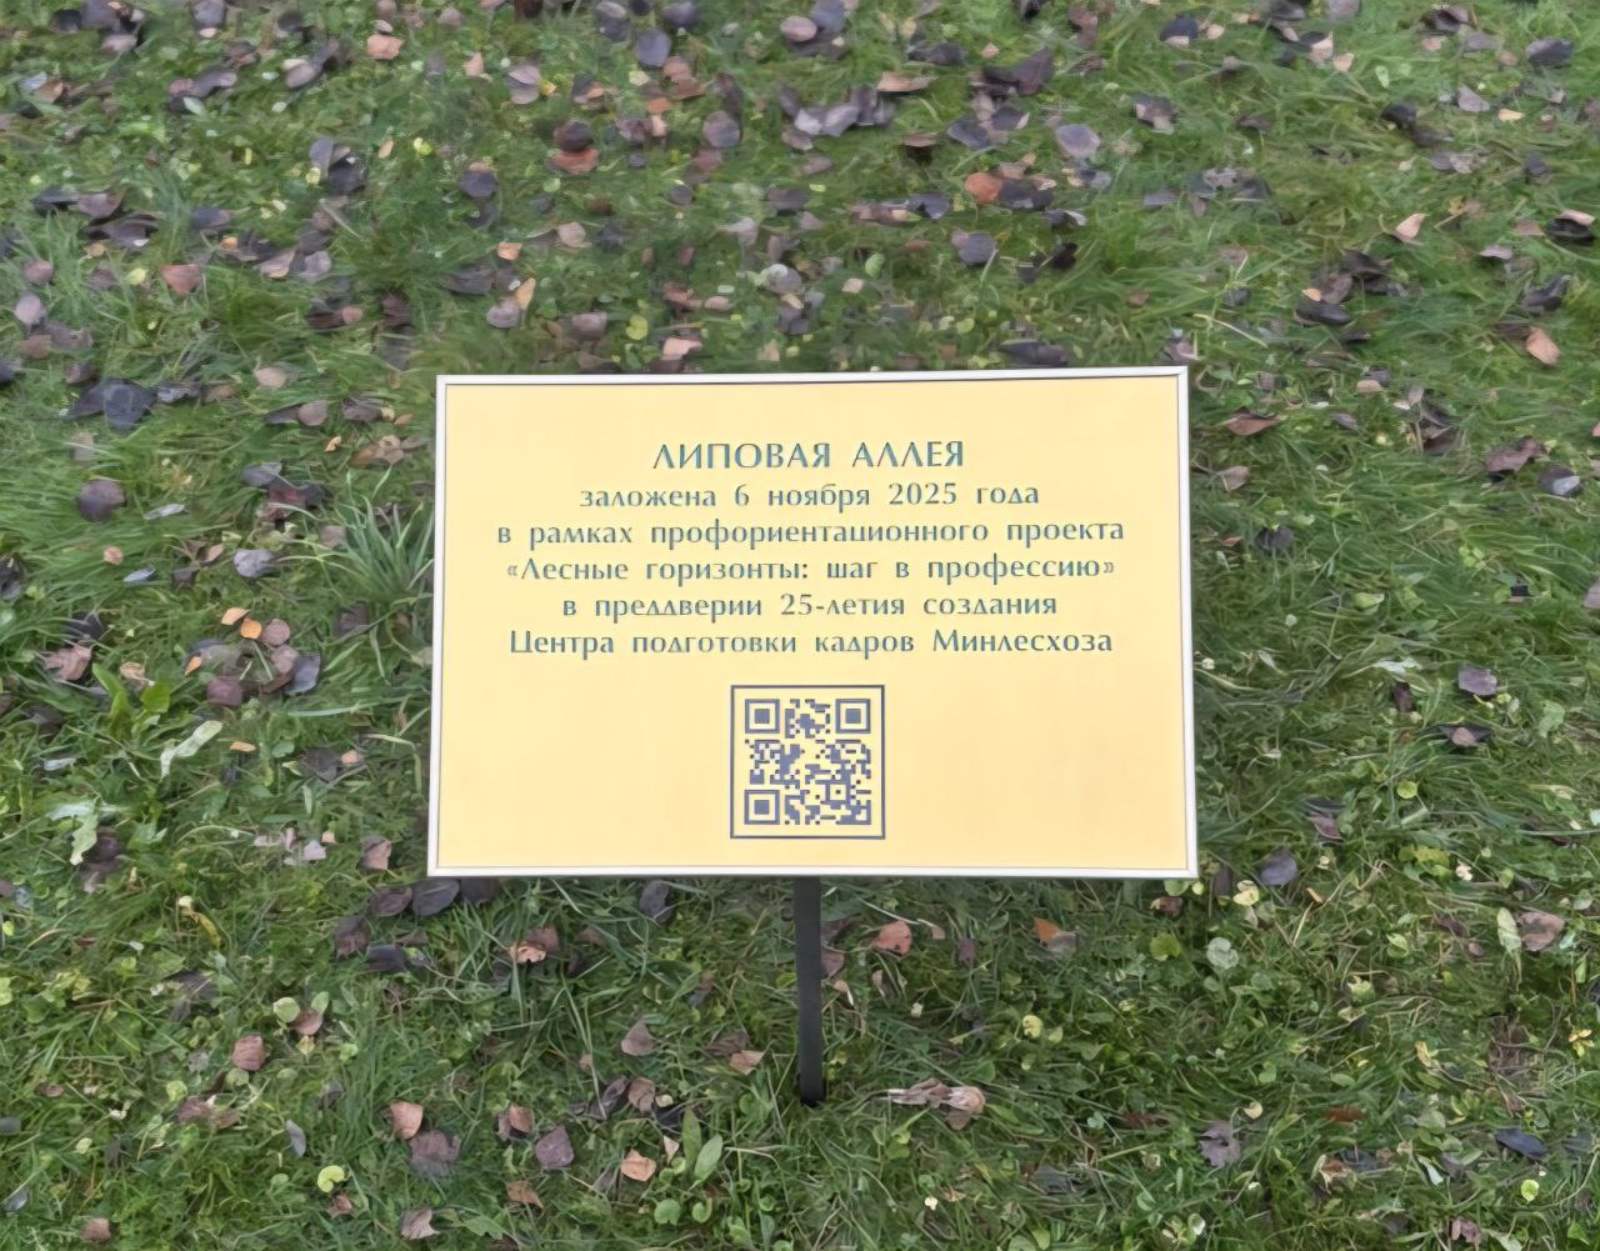 ЛИПОВАЯ АЛЛЕЯ
заложена 6 ноября 2025 года
в рамках профориентационного проекта
«Лесные горизонты: шаг в профессию»
в преддверии 25-летия создания
Центра подготовки кадров Минлесхоза